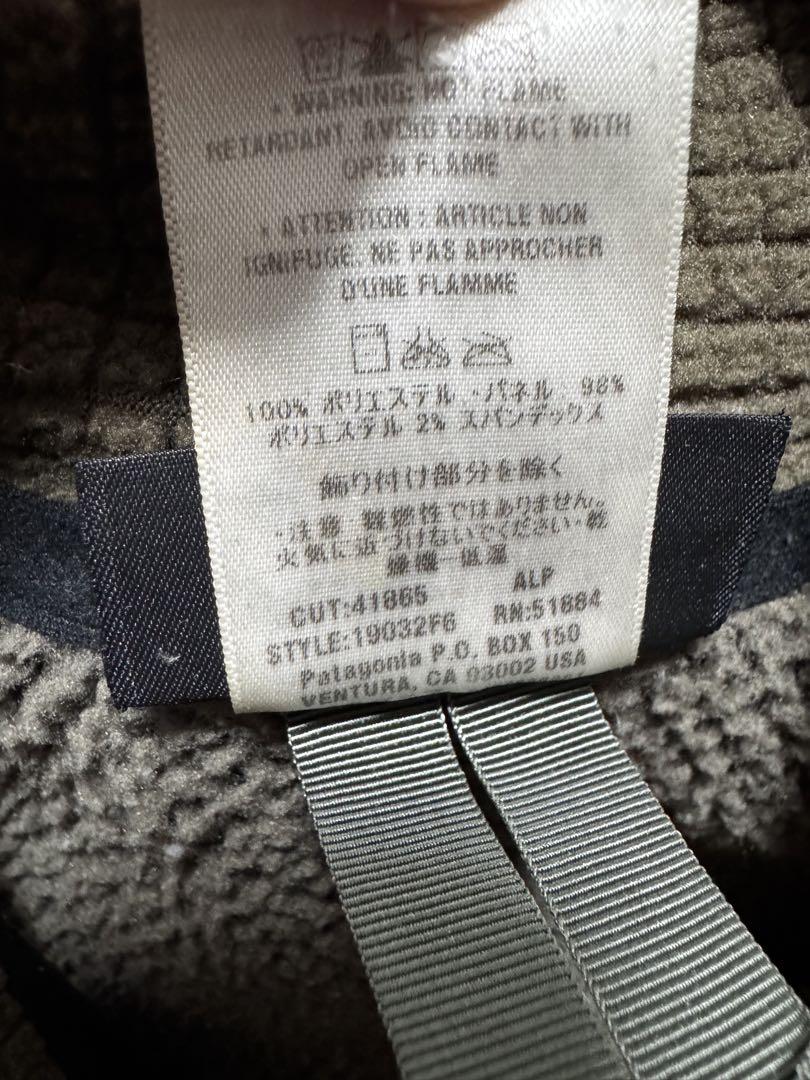 • WARNING: NOT FLAME
RETARDANT. AVOID CONTACT WITH
OPEN FLAME
• ATTENTION : ARTICLE NON
IGNIFUGE. NE PAS APPROCHER
D'UNE FLAMME
100% ポリエステル ・パネル : 98%
ポリエステル 2% スパンデックス
飾り付け部分を除く
・注意 : 難燃性ではありません。
火気に近づけないでください・乾
燥機 - 低温
CUT:41865 ALP
STYLE:19032F6 RN:51884
Patagonia P.O. BOX 150
VENTURA, CA 93002 USA